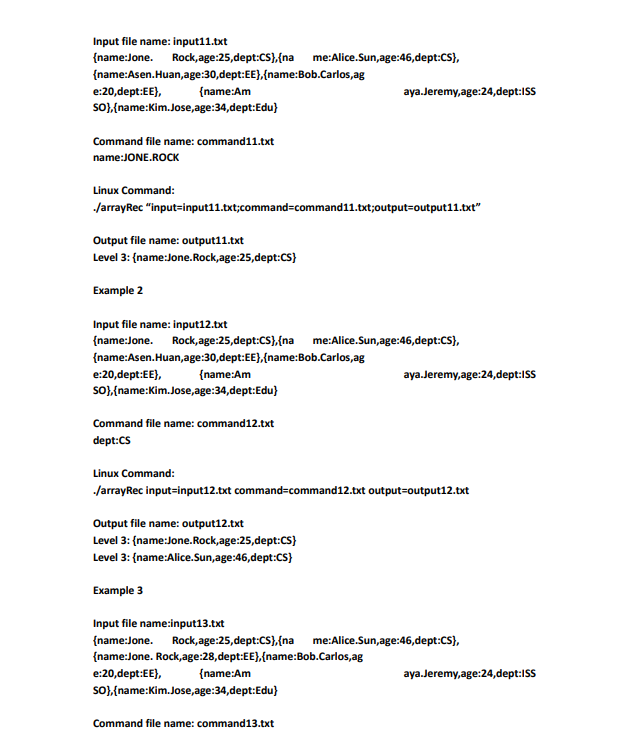 Input file name: input11.txt
{name:Jone. Rock,age:25,dept:CS},{na me:Alice.Sun,age:46,dept:CS},
{name:Asen.Huan,age:30,dept:EE},{name:Bob.Carlos,ag
e:20,dept:EE}, {name:Am aya.Jeremy,age:24,dept:ISS
SO},{name:Kim.Jose,age:34,dept:Edu}
Command file name: command11.txt
name:JONE.ROCK
Linux Command:
./arrayRec “input=input11.txt;command=command11.txt;output=output11.txt”
Output file name: output11.txt
Level 3: {name:Jone.Rock,age:25,dept:CS}
Example 2
Input file name: input12.txt
{name:Jone. Rock,age:25,dept:CS},{na me:Alice.Sun,age:46,dept:CS},
{name:Asen.Huan,age:30,dept:EE},{name:Bob.Carlos,ag
e:20,dept:EE}, {name:Am aya.Jeremy,age:24,dept:ISS
SO},{name:Kim.Jose,age:34,dept:Edu}
Command file name: command12.txt
dept:CS
Linux Command:
./arrayRec input=input12.txt command=command12.txt output=output12.txt
Output file name: output12.txt
Level 3: {name:Jone.Rock,age:25,dept:CS}
Level 3: {name:Alice.Sun,age:46,dept:CS}
Example 3
Input file name:input13.txt
{name:Jone. Rock,age:25,dept:CS},{na me:Alice.Sun,age:46,dept:CS},
{name:Jone. Rock,age:28,dept:EE},{name:Bob.Carlos,ag
e:20,dept:EE}, {name:Am aya.Jeremy,age:24,dept:ISS
SO},{name:Kim.Jose,age:34,dept:Edu}
Command file name: command13.txt